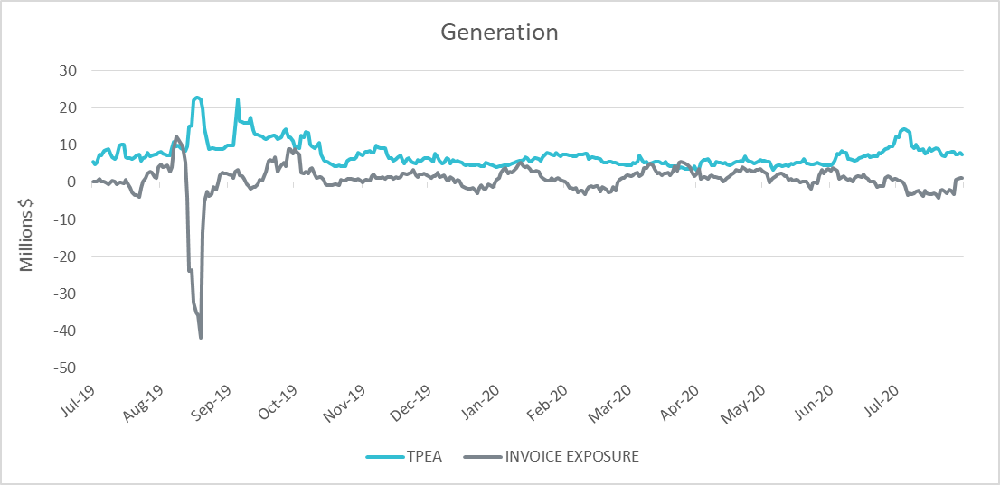 Generation
30
20
10
0
-10
-20
-30
-40
-50
Millions $
Jul-19 Aug-19 Sep-19 Oct-19 Nov-19 Dec-19 Jan-20 Feb-20 Mar-20 Apr-20 May-20 Jun-20 Jul-20
TPEA INVOICE EXPOSURE